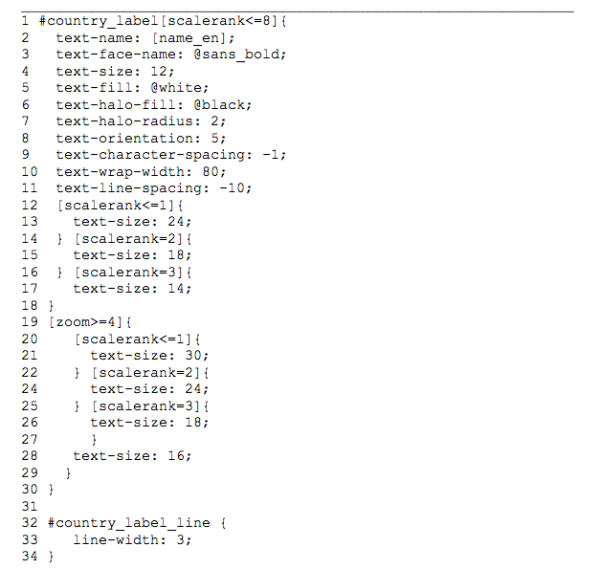 1 #country_label[scalerank<=8]{
2 text-name: [name_en];
3 text-face-name: @sans_bold;
4 text-size: 12;
5 text-fill: @white;
6 text-halo-fill: @black;
7 text-halo-radius: 2;
8 text-orientation: 5;
9 text-character-spacing: -1;
10 text-wrap-width: 80;
11 text-line-spacing: -10;
12 [scalerank<=1]{
13 text-size: 24;
14 } [scalerank=2]{
15 text-size: 18;
16 } [scalerank=3]{
17 text-size: 14;
18 }
19 [zoom>=4]{
20 [scalerank<=1]{
21 text-size: 30;
22 } [scalerank=2]{
24 text-size: 24;
25 } [scalerank=3]{
26 text-size: 18;
27 }
28 text-size: 16;
29 }
30 }
31
32 #country_label_line {
33 line-width: 3;
34 }